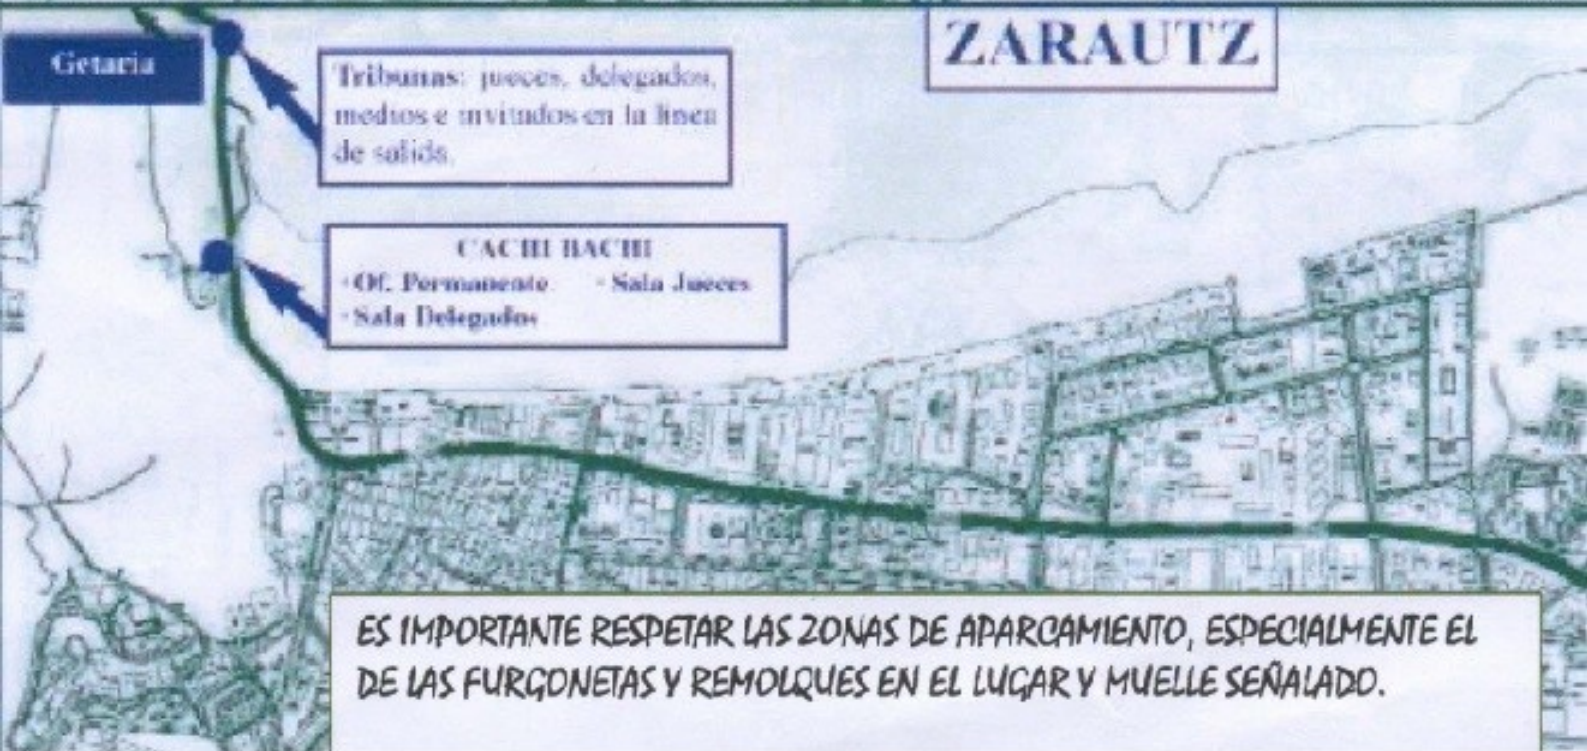 ZARAUTZ
Getaria
Tribunas: jueces, delegados,
medios e invitados en la linea
de salida.
CACHI BACHI
-Of. Permanente - Sala Jueces
-Sala Delegados
ES IMPORTANTE RESPETAR LAS ZONAS DE APARCAMIENTO, ESPECIALMENTE EL
DE LAS FURGONETAS Y REMOLQUES EN EL LUGAR Y MUELLE SEÑALADO.